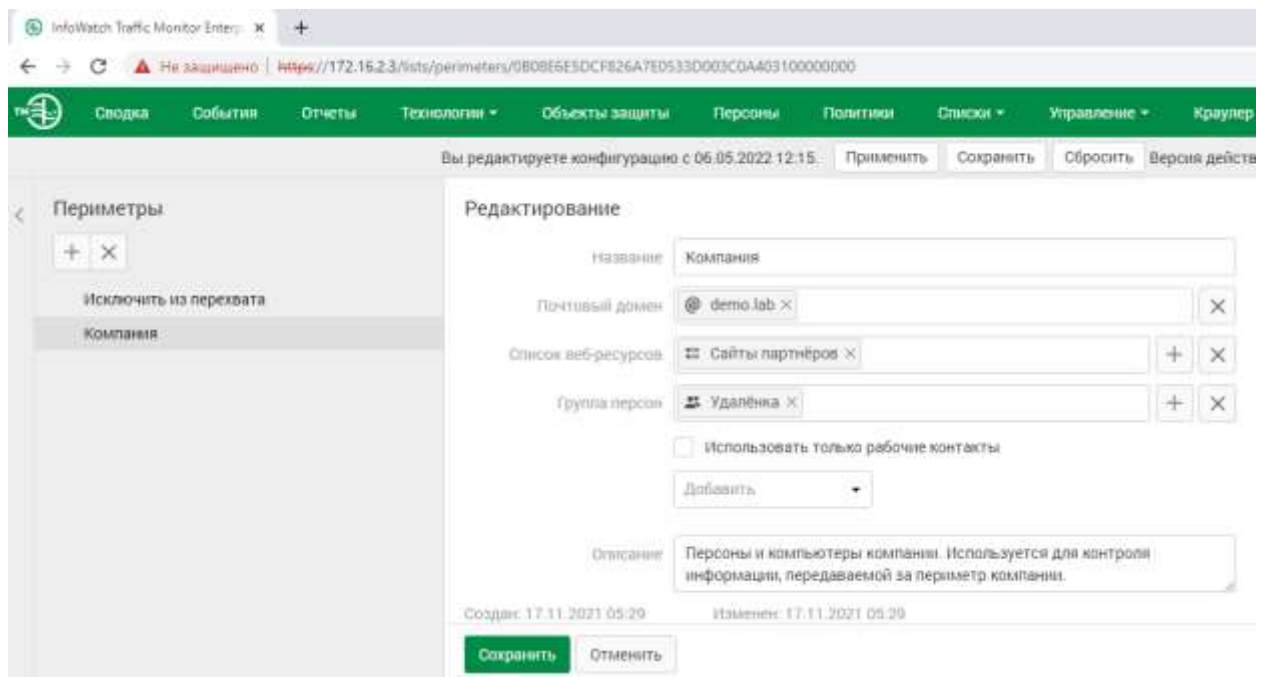 InfoWatch Traffic Monitor Enterp
Не защищено | https://172.16.2.3/lists/perimeters/0B08E6E5DCF826A7E0533D003C0A403100000000
TM Сводка События Отчеты Технологии Объекты защиты Персоны Политики Списки Управление Краулер
Вы редактируете конфигурацию с 06.05.2022 12:15. Применить Сохранить Сбросить Версия действ
Периметры
Исключить из перехвата
Компания
Редактирование
Название Компания
Почтовый домен @ demo.lab ×
Список веб-ресурсов Сайты партнёров ×
Группа персон Удалёнка ×
Использовать только рабочие контакты
Добавить
Описание Персоны и компьютеры компании. Используется для контроля
информации, передаваемой за периметр компании.
Создан: 17.11.2021 05:29 Изменен: 17.11.2021 05:29
Сохранить Отменить